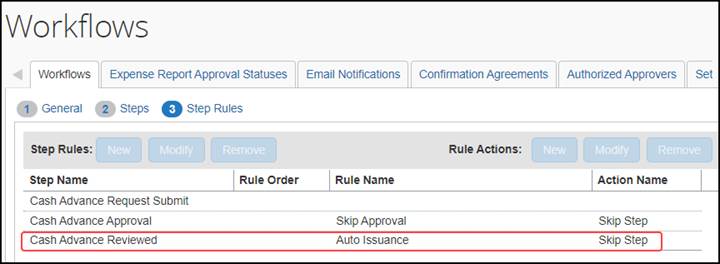 Workflows
Workflows Expense Report Approval Statuses Email Notifications Confirmation Agreements Authorized Approvers Set
1 General 2 Steps 3 Step Rules
Step Rules: New Modify Remove Rule Actions: New Modify Remove
Step Name Rule Order Rule Name Action Name
Cash Advance Request Submit
Cash Advance Approval Skip Approval Skip Step
Cash Advance Reviewed Auto Issuance Skip Step